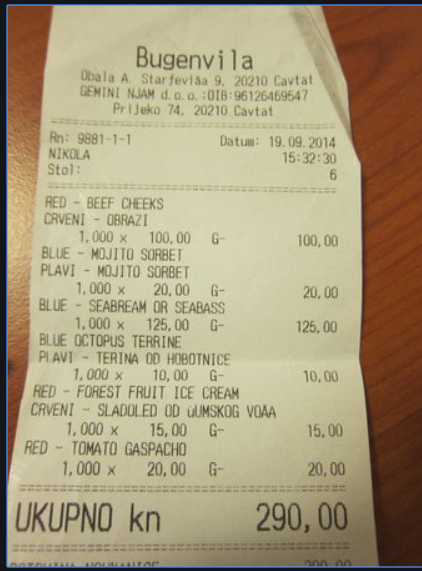 Bugenvila
Obala A. Starfeviáa 9, 20210 Cavtat
GEMINI NJAM d.o.o.:OIB:96126469547
Prijeko 74, 20210 Cavtat
Rn: 9881-1-1 Datum: 19.09.2014
NIKOLA 15:32:30
Stol: 6
RED - BEEF CHEEKS
CRVENI - OBRAZI
1,000 x 100,00 G- 100,00
BLUE - MOJITO SORBET
PLAVI - MOJITO SORBET
1,000 x 20,00 G- 20,00
BLUE - SEABREAM OR SEABASS
1,000 x 125,00 G- 125,00
BLUE OCTOPUS TERRINE
PLAVI - TERINA OD HOBOTNICE
1,000 x 10,00 G- 10,00
RED - FOREST FRUIT ICE CREAM
CRVENI - SLADOLED OD ŠUMSKOG VOÁA
1,000 x 15,00 G- 15,00
RED - TOMATO GASPACHO
1,000 x 20,00 G- 20,00
UKUPNO kn 290,00